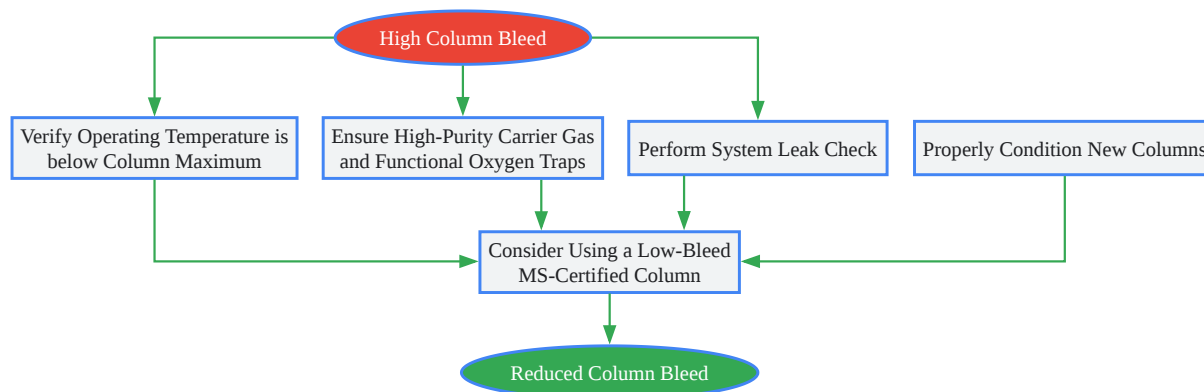 High Column Bleed
Verify Operating Temperature is
below Column Maximum
Ensure High-Purity Carrier Gas
and Functional Oxygen Traps
Perform System Leak Check
Properly Condition New Columns
Consider Using a Low-Bleed
MS-Certified Column
Reduced Column Bleed